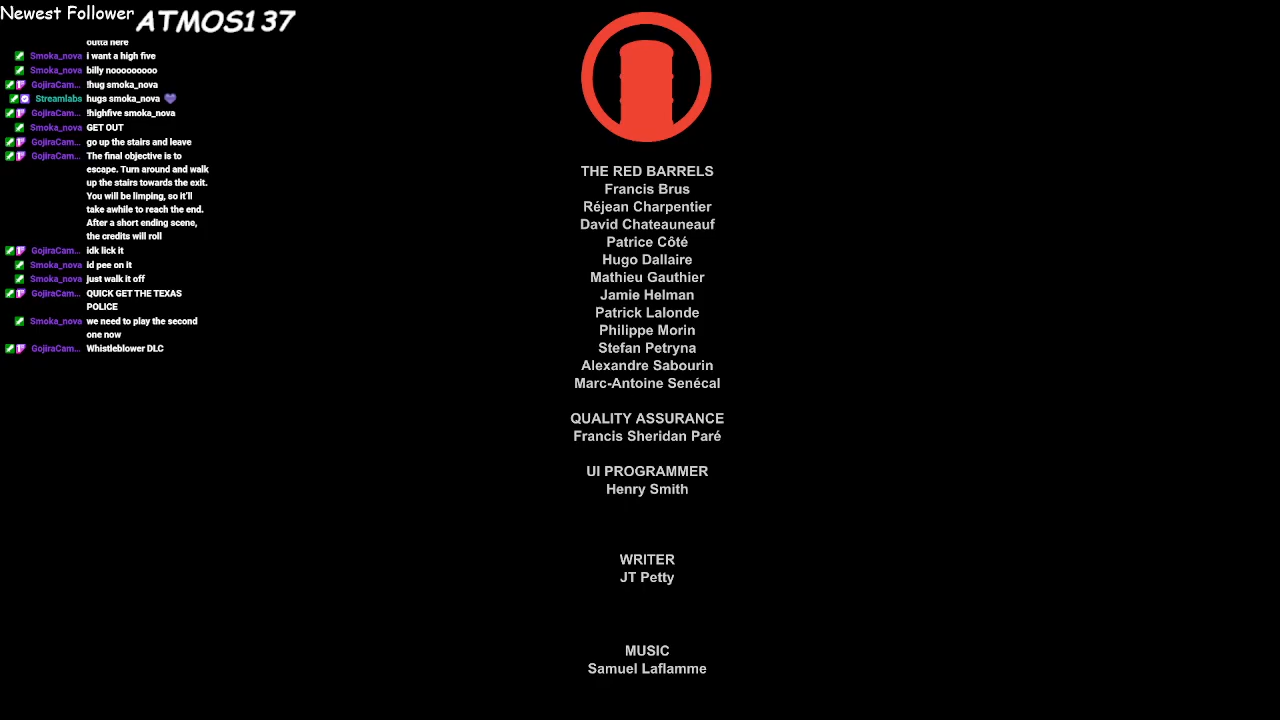 Newest Follower ATMOS137
outta here
Smoka_nova i want a high five
Smoka_nova billy nooooooooo
GojiraCam... !hug smoka_nova
Streamlabs hugs smoka_nova 💜
GojiraCam... !highfive smoka_nova
Smoka_nova GET OUT
GojiraCam... go up the stairs and leave
GojiraCam... The final objective is to
escape. Turn around and walk
up the stairs towards the exit.
You will be limping, so it'll
take awhile to reach the end.
After a short ending scene,
the credits will roll
GojiraCam... idk lick it
Smoka_nova id pee on it
Smoka_nova just walk it off
GojiraCam... QUICK GET THE TEXAS
POLICE
Smoka_nova we need to play the second
one now
GojiraCam... Whistleblower DLC
THE RED BARRELS
Francis Brus
Réjean Charpentier
David Chateauneuf
Patrice Côté
Hugo Dallaire
Mathieu Gauthier
Jamie Helman
Patrick Lalonde
Philippe Morin
Stefan Petryna
Alexandre Sabourin
Marc-Antoine Senécal
QUALITY ASSURANCE
Francis Sheridan Paré
UI PROGRAMMER
Henry Smith
WRITER
JT Petty
MUSIC
Samuel Laflamme